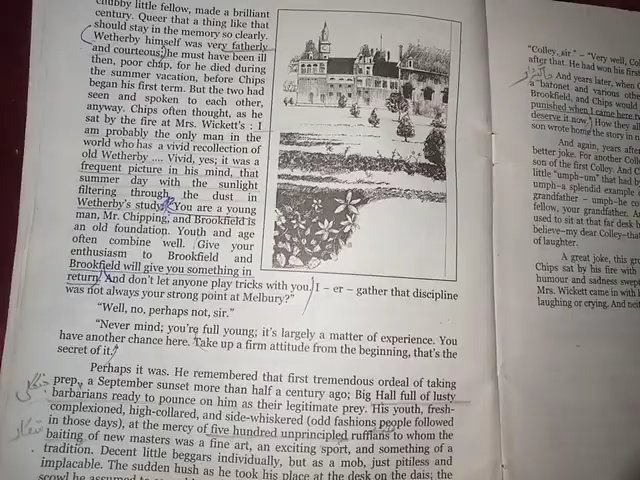 chubby little fellow, made a brilliant
century. Queer that a thing like that
should stay in the memory so clearly.
Wetherby himself was very fatherly
and courteous; he must have been ill
then, poor chap, for he died during
the summer vacation, before Chips
began his first term. But the two had
seen and spoken to each other,
anyway. Chips often thought, as he
sat by the fire at Mrs. Wickett's : I
am probably the only man in the
world who has a vivid recollection of
old Wetherby .... Vivid, yes; it was a
frequent picture in his mind, that
summer day with the sunlight
filtering through the dust in
Wetherby's study. "You are a young
man, Mr. Chipping, and Brookfield is
an old foundation. Youth and age
often combine well. Give your
enthusiasm to Brookfield and
Brookfield will give you something in
return. And don't let anyone play tricks with you. I – er – gather that discipline
was not always your strong point at Melbury?"
"Well, no, perhaps not, sir."
"Never mind; you're full young; it's largely a matter of experience. You
have another chance here. Take up a firm attitude from the beginning, that's the
secret of it."
Perhaps it was. He remembered that first tremendous ordeal of taking
prep, a September sunset more than half a century ago; Big Hall full of lusty
barbarians ready to pounce on him as their legitimate prey. His youth, fresh-
complexioned, high-collared, and side-whiskered (odd fashions people followed
in those days), at the mercy of five hundred unprincipled ruffians to whom the
baiting of new masters was a fine art, an exciting sport, and something of a
tradition. Decent little beggars individually, but as a mob, just pitiless and
implacable. The sudden hush as he took his place at the desk on the dais; the
scowl he assumed to
"Colley, sir." – "Very well, Col
after that. He had won his first
And years later, when C
a "batonet and various othe
Brookfield, and Chips would
punished when I came here tw
deserve it now. How they all
son wrote home the story in n
And again, years after
better joke. For another Coll
son of the first Colley. And C
little "umph-um" that had b
umph-a splendid example o
grandfather – umph-he co
fellow, your grandfather. A
used to sit at that far desk b
believe–my dear Colley–that
of laughter.
A great joke, this gr
Chips sat by his fire with
humour and sadness swept
Mrs. Wickett came in with h
laughing or crying. And neit